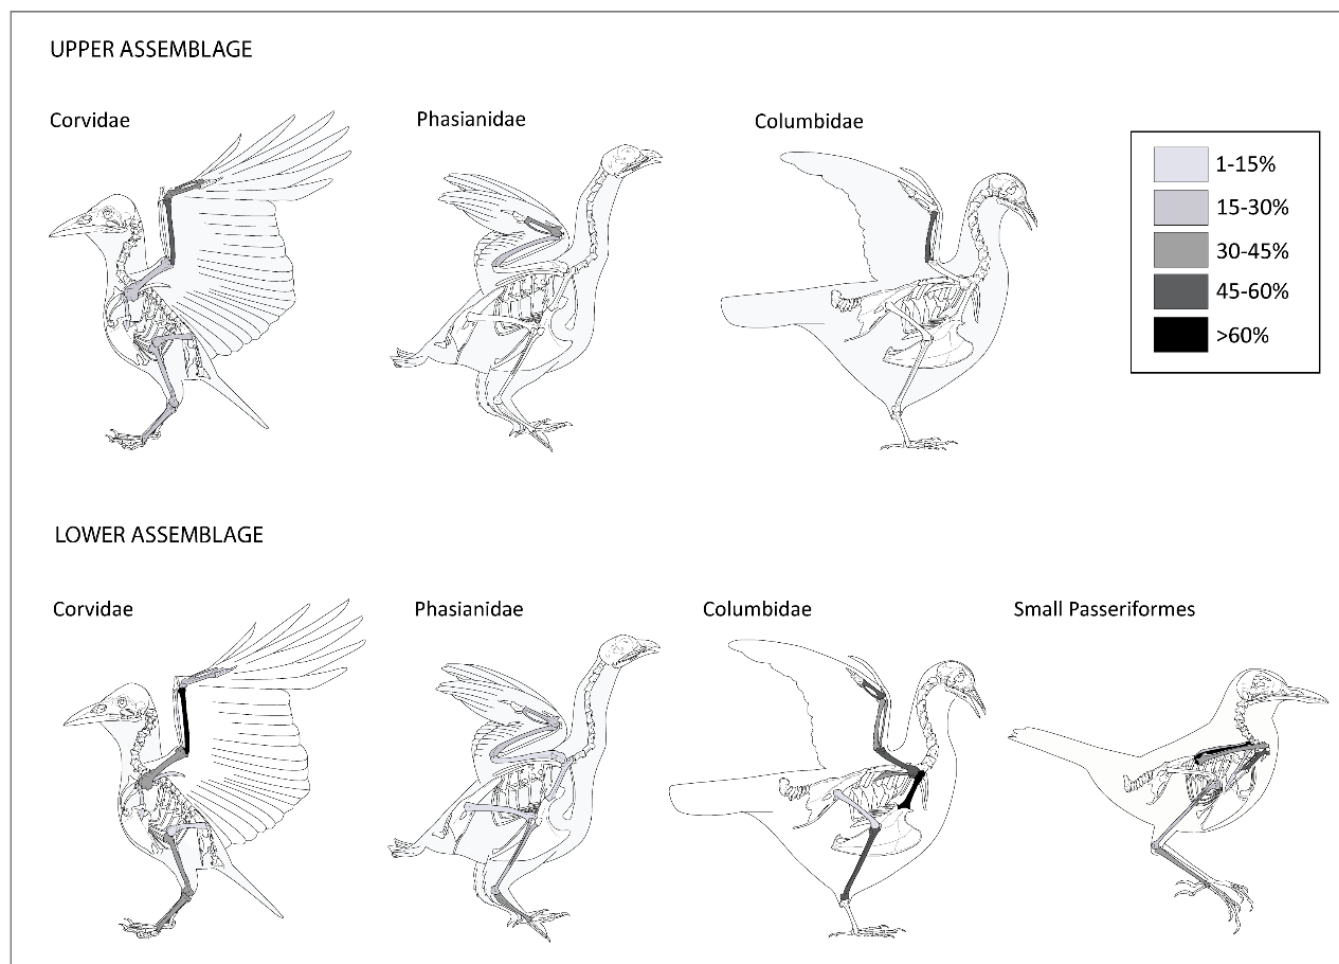 UPPER ASSEMBLAGE
Corvidae
Phasianidae
Columbidae
1-15%
15-30%
30-45%
45-60%
>60%
LOWER ASSEMBLAGE
Corvidae
Phasianidae
Columbidae
Small Passeriformes